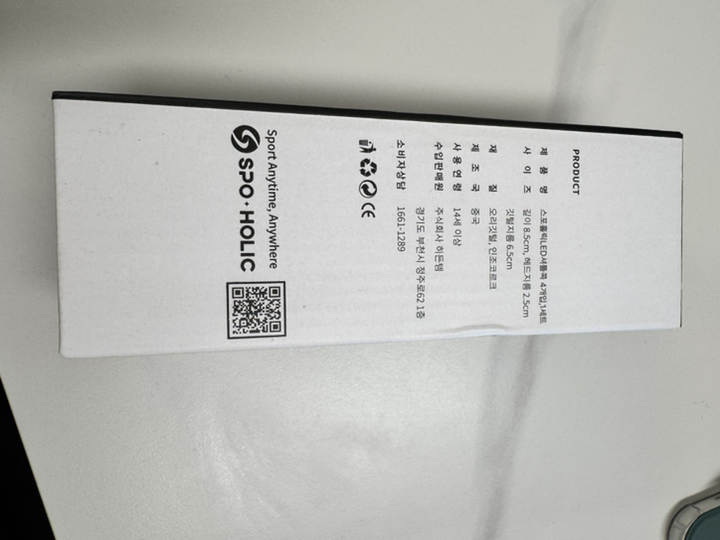 PRODUCT
제 품 명 스포홀릭LED셔틀콕 4개입,1세트
사 이 즈 길이 8.5cm, 헤드지름 2.5cm
깃털지름 6.5cm
재 질 오리깃털, 인조코르크
제 조 국 중국
사용연령 14세 이상
수입판매원 주식회사 히든템
경기도 부천시 정주로62 1층
소비자상담 1661-1289
CE
Sport Anytime, Anywhere
SPO·HOLIC